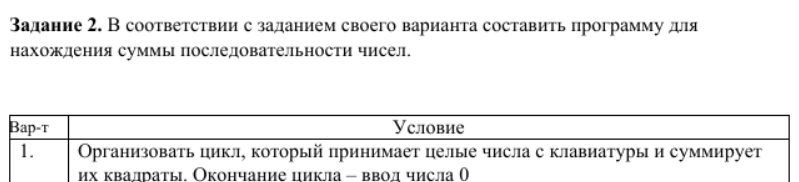 Задание 2. В соответствии с заданием своего варианта составить программу для
нахождения суммы последовательности чисел.
Вар-т Условие
1. Организовать цикл, который принимает целые числа с клавиатуры и суммирует
их квадраты. Окончание цикла – ввод числа 0